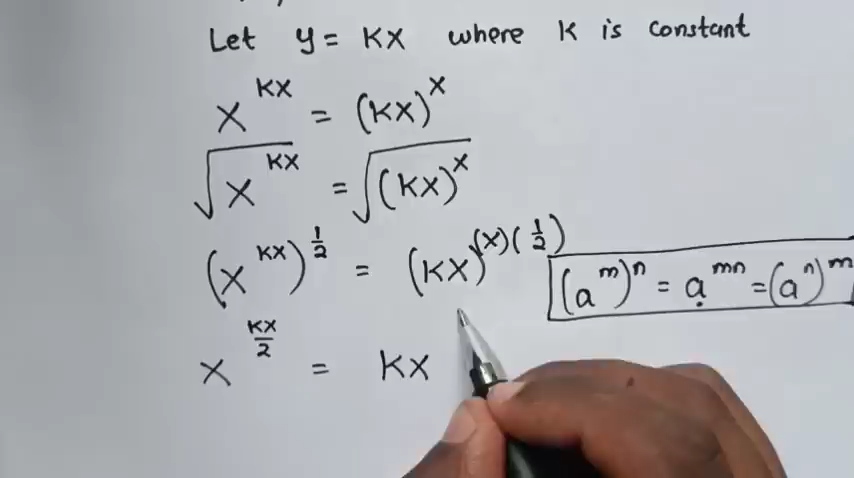 Let y = Kx where K is constant
x^{Kx} = (Kx)^x
√(x^{Kx}) = √((Kx)^x)
(x^{Kx})^{1/2} = (Kx)^{(x)(1/2)}
(a^m)^n = a^{mn} = (a^n)^m
x^{Kx/2} = Kx